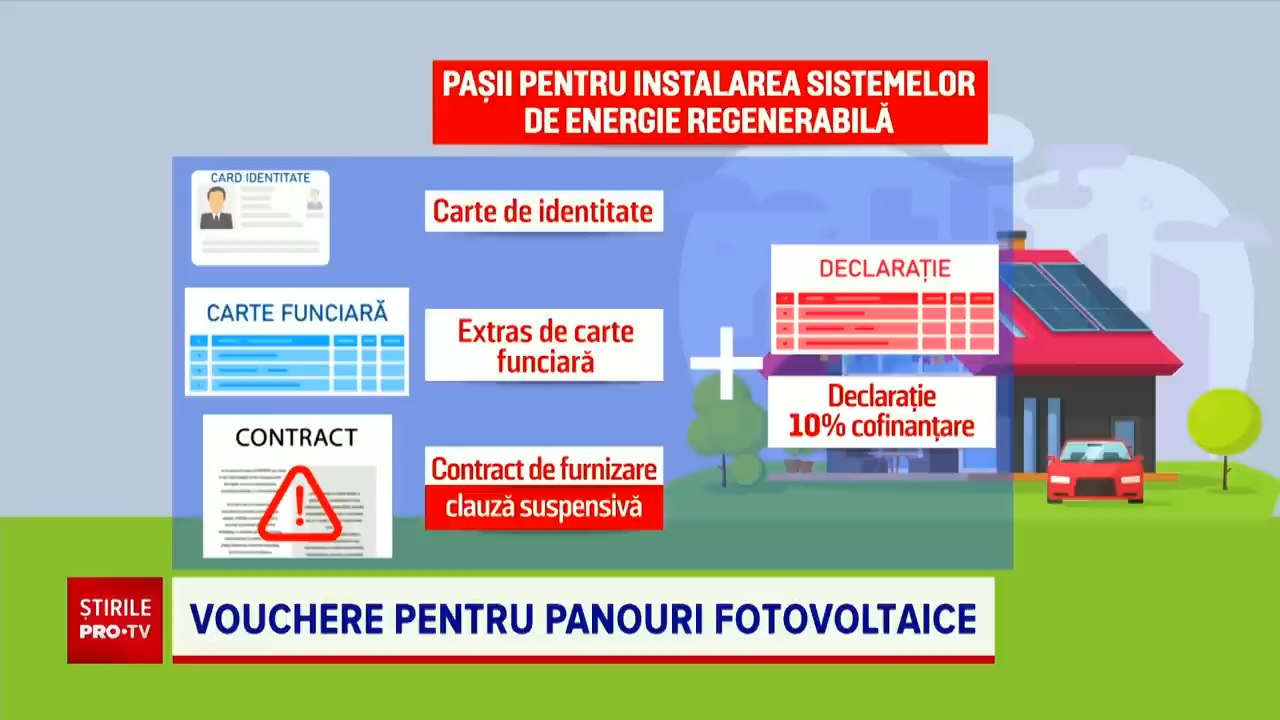 PAȘII PENTRU INSTALAREA SISTEMELOR
DE ENERGIE REGENERABILĂ
CARD IDENTITATE
Carte de identitate
CARTE FUNCIARĂ
Extras de carte
funciară
CONTRACT
Contract de furnizare
clauză suspensivă
DECLARAȚIE
Declarație
10% cofinanțare
ȘTIRILE
PRO•TV
VOUCHERE PENTRU PANOURI FOTOVOLTAICE